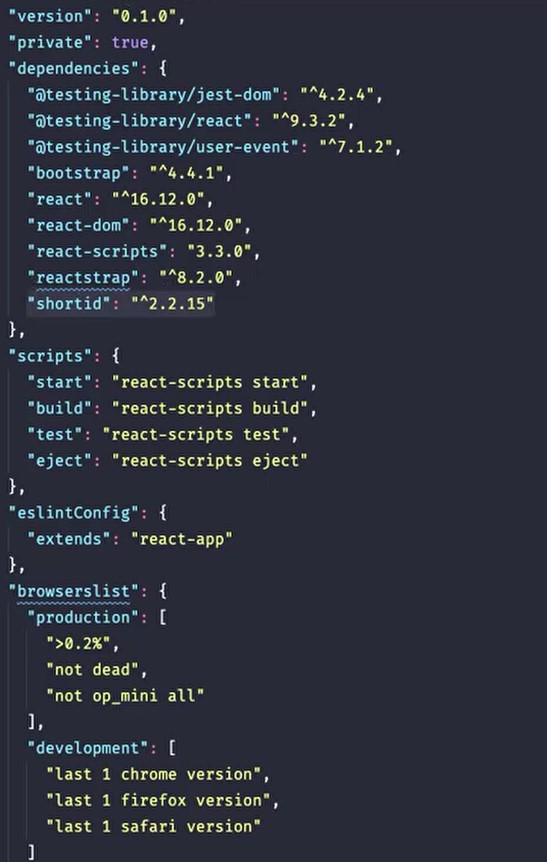 "version": "0.1.0",
"private": true,
"dependencies": {
"@testing-library/jest-dom": "^4.2.4",
"@testing-library/react": "^9.3.2",
"@testing-library/user-event": "^7.1.2",
"bootstrap": "^4.4.1",
"react": "^16.12.0",
"react-dom": "^16.12.0",
"react-scripts": "3.3.0",
"reactstrap": "^8.2.0",
"shortid": "^2.2.15"
},
"scripts": {
"start": "react-scripts start",
"build": "react-scripts build",
"test": "react-scripts test",
"eject": "react-scripts eject"
},
"eslintConfig": {
"extends": "react-app"
},
"browserslist": {
"production": [
">0.2%",
"not dead",
"not op_mini all"
],
"development": [
"last 1 chrome version",
"last 1 firefox version",
"last 1 safari version"
]